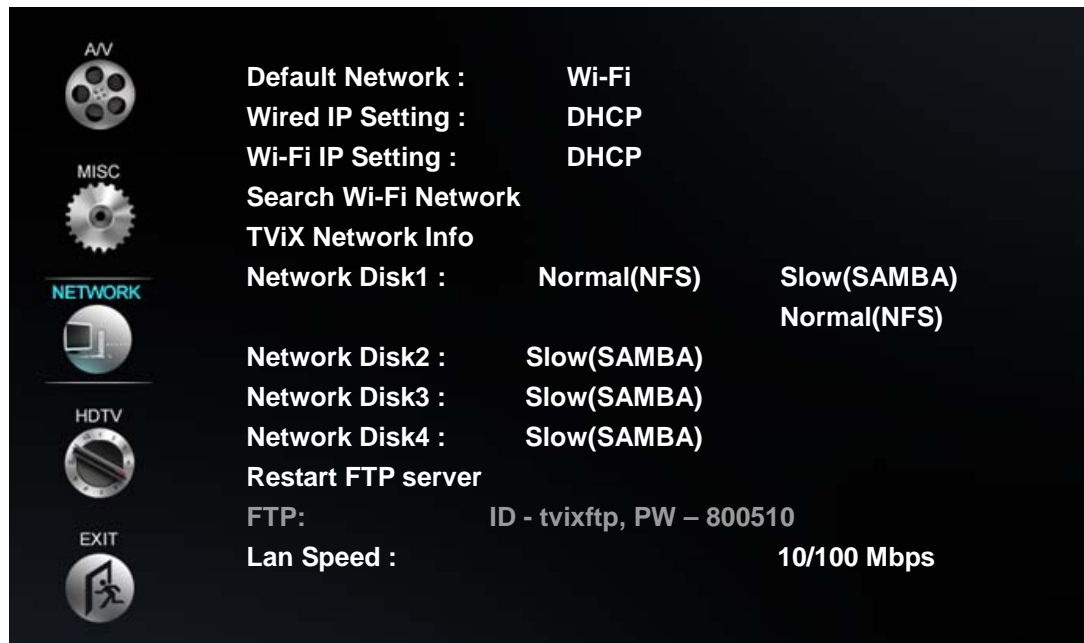 A/V
MISC
NETWORK
HDTV
EXIT
Default Network : Wi-Fi
Wired IP Setting : DHCP
Wi-Fi IP Setting : DHCP
Search Wi-Fi Network
TViX Network Info
Network Disk1 : Normal(NFS) Slow(SAMBA)
Normal(NFS)
Network Disk2 : Slow(SAMBA)
Network Disk3 : Slow(SAMBA)
Network Disk4 : Slow(SAMBA)
Restart FTP server
FTP: ID - tvixftp, PW – 800510
Lan Speed : 10/100 Mbps